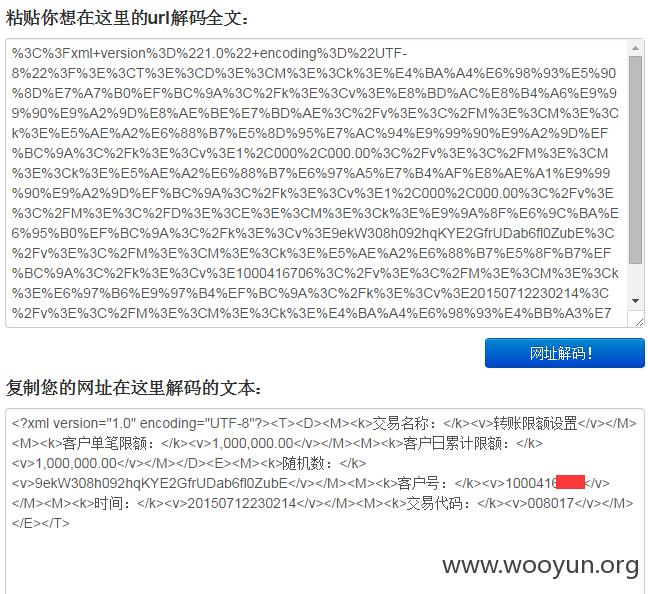 粘贴你想在这里的url解码全文:
%3C%3Fxml+version%3D%221.0%22+encoding%3D%22UTF-
8%22%3F%3E%3CT%3E%3CD%3E%3CM%3E%3Ck%3E%E4%BA%A4%E6%98%93%E5%90
%8D%E7%A7%B0%EF%BC%9A%3C%2Fk%3E%3Cv%3E%E8%BD%AC%E8%B4%A6%E9%9
9%90%E9%A2%9D%E8%AE%BE%E7%BD%AE%3C%2Fv%3E%3C%2FM%3E%3CM%3E%3C
k%3E%E5%AE%A2%E6%88%B7%E5%8D%95%E7%AC%94%E9%99%90%E9%A2%9D%EF
%BC%9A%3C%2Fk%3E%3Cv%3E1%2C000%2C000.00%3C%2Fv%3E%3C%2FM%3E%3CM
%3E%3Ck%3E%E5%AE%A2%E6%88%B7%E6%97%A5%E7%B4%AF%E8%AE%A1%E9%99
%90%E9%A2%9D%EF%BC%9A%3C%2Fk%3E%3Cv%3E1%2C000%2C000.00%3C%2Fv%3E
%3C%2FM%3E%3C%2FD%3E%3CE%3E%3CM%3E%3Ck%3E%E9%9A%8F%E6%9C%BA%E
6%95%B0%EF%BC%9A%3C%2Fk%3E%3Cv%3E9ekW308h092hqKYE2GfrUDab6fl0ZubE%3C
%2Fv%3E%3C%2FM%3E%3CM%3E%3Ck%3E%E5%AE%A2%E6%88%B7%E5%8F%B7%EF
%BC%9A%3C%2Fk%3E%3Cv%3E1000416706%3C%2Fv%3E%3C%2FM%3E%3CM%3E%3Ck
%3E%E6%97%B6%E9%97%B4%EF%BC%9A%3C%2Fk%3E%3Cv%3E20150712230214%3C
%2Fv%3E%3C%2FM%3E%3CM%3E%3Ck%3E%E4%BA%A4%E6%98%93%E4%BB%A3%E7
网址解码!
复制您的网址在这里解码的文本:
<?xml version="1.0" encoding="UTF-8"?><T><D><M><k>交易名称：</k><v>转账限额设置</v></M>
<M><k>客户单笔限额：</k><v>1,000,000.00</v></M><M><k>客户日累计限额：</k>
<v>1,000,000.00</v></M></D><E><M><k>随机数：</k>
<v>9ekW308h092hqKYE2GfrUDab6fl0ZubE</v></M><M><k>客户号：</k><v>1000416</v>
</M><M><k>时间：</k><v>20150712230214</v></M><M><k>交易代码：</k><v>008017</v></M>
</E></T>
www.wooyun.org